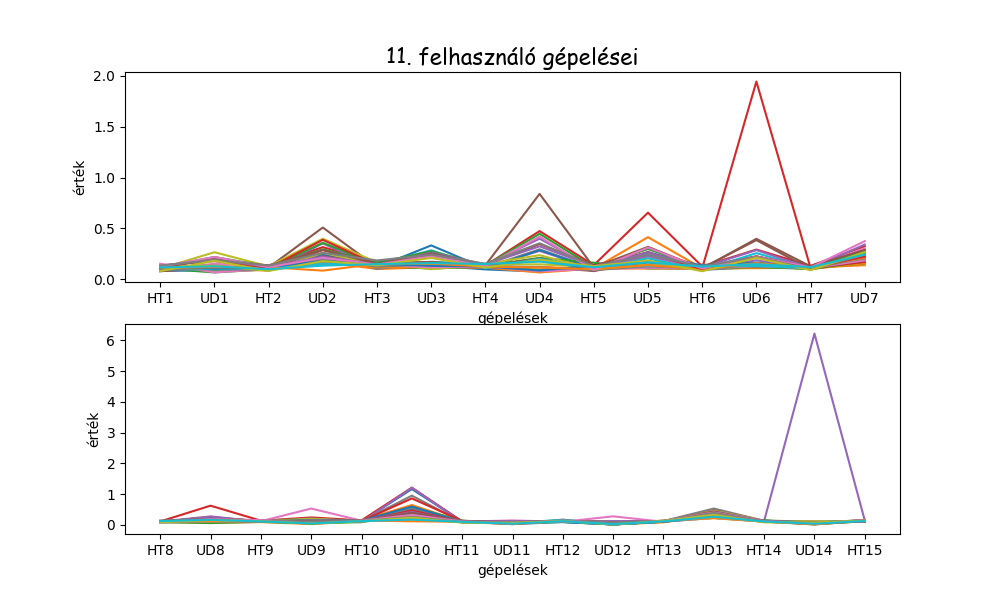 11. felhasználó gépelései
2.0
1.5
1.0
0.5
0.0
érték
HT1 UD1 HT2 UD2 HT3 UD3 HT4 UD4 HT5 UD5 HT6 UD6 HT7 UD7
gépelések
6
5
4
3
2
1
0
érték
HT8 UD8 HT9 UD9 HT10 UD10 HT11 UD11 HT12 UD12 HT13 UD13 HT14 UD14 HT15
gépelések